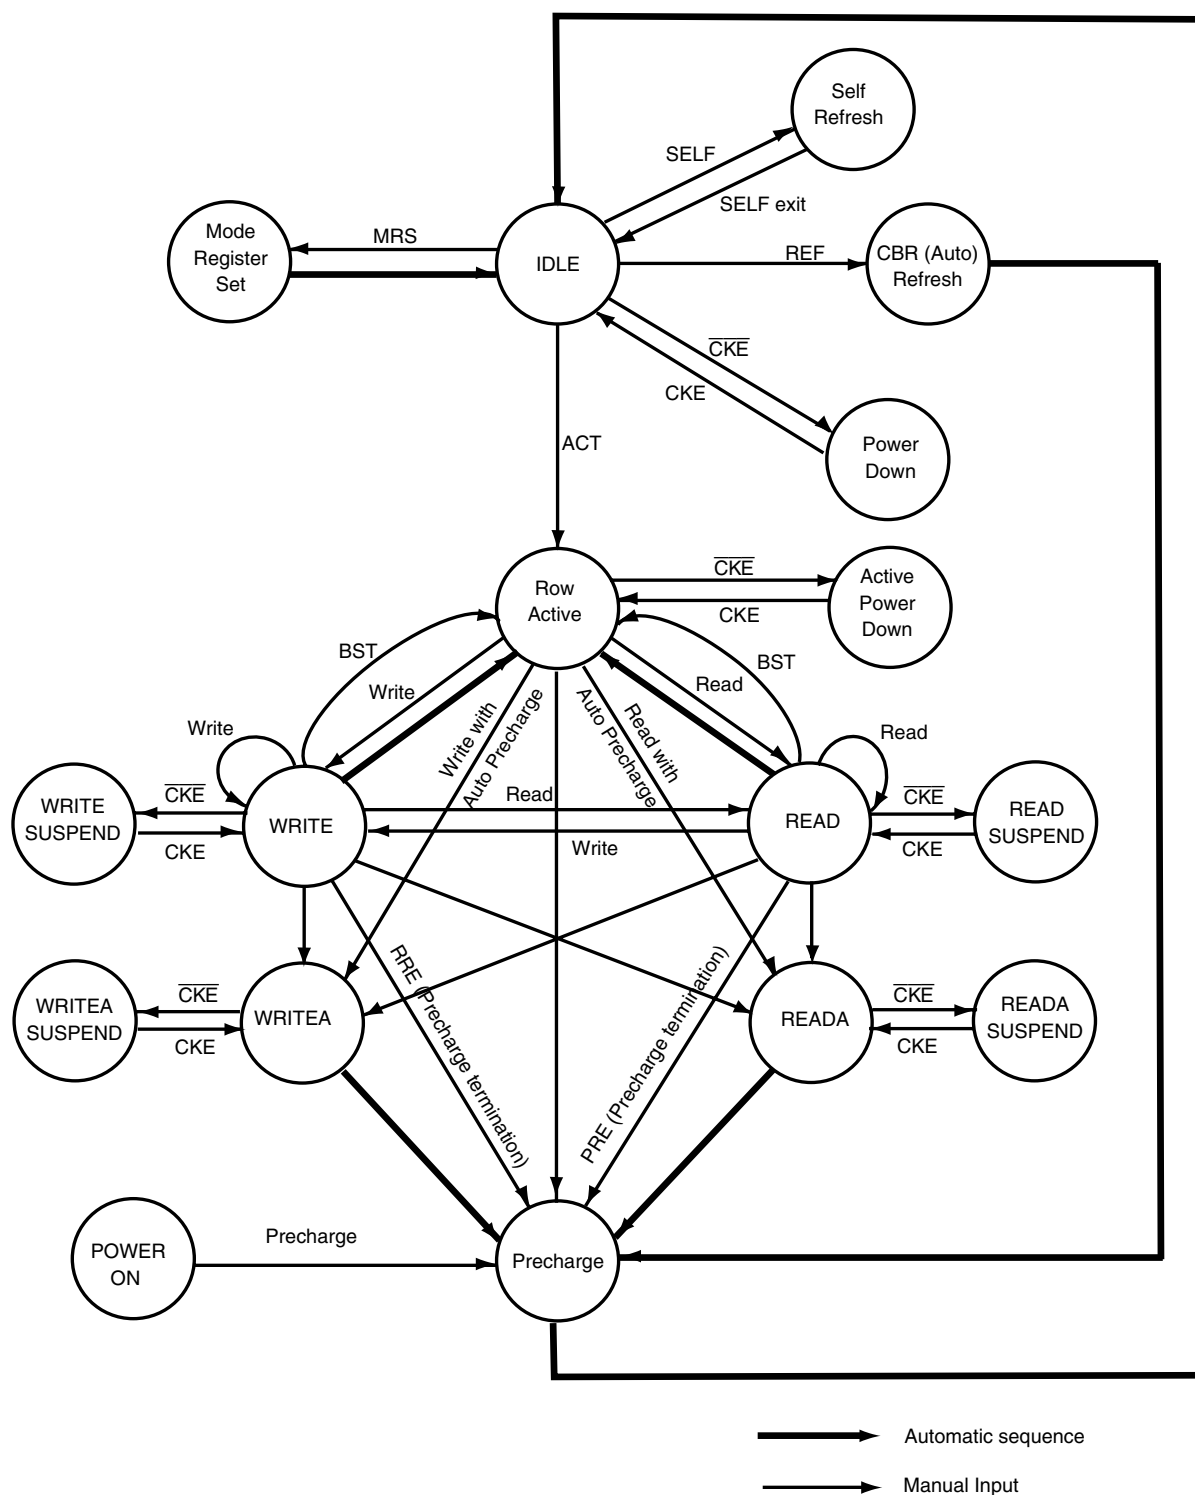 Self
Refresh
SELF
SELF exit
Mode
Register
Set
MRS
IDLE
REF
CBR (Auto)
Refresh
CKE
CKE
ACT
Power
Down
Row
Active
CKE
CKE
Active
Power
Down
BST
Write
Write with
Auto Precharge
Auto Precharge
Read with
Read
BST
Write
Read
WRITE
SUSPEND
CKE
CKE
WRITE
Read
Write
READ
CKE
CKE
READ
SUSPEND
RRE (Precharge termination)
PRE (Precharge termination)
WRITEA
SUSPEND
CKE
CKE
WRITEA
READA
CKE
CKE
READA
SUSPEND
POWER
ON
Precharge
Precharge
Automatic sequence
Manual Input